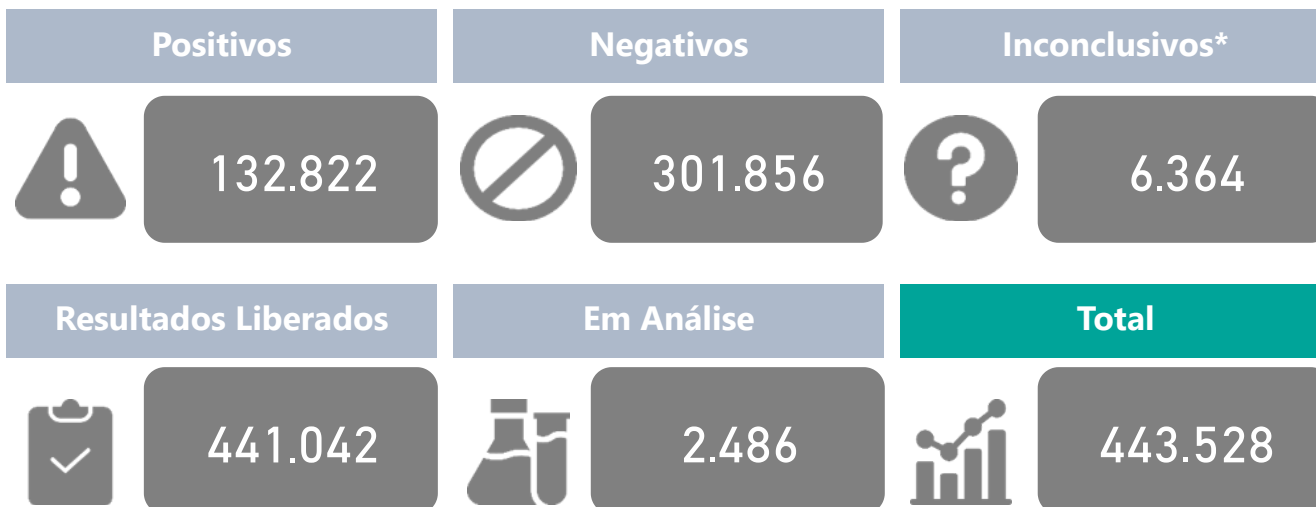 Positivos
Negativos
Inconclusivos*
132.822
301.856
6.364
Resultados Liberados
Em Análise
Total
441.042
2.486
443.528